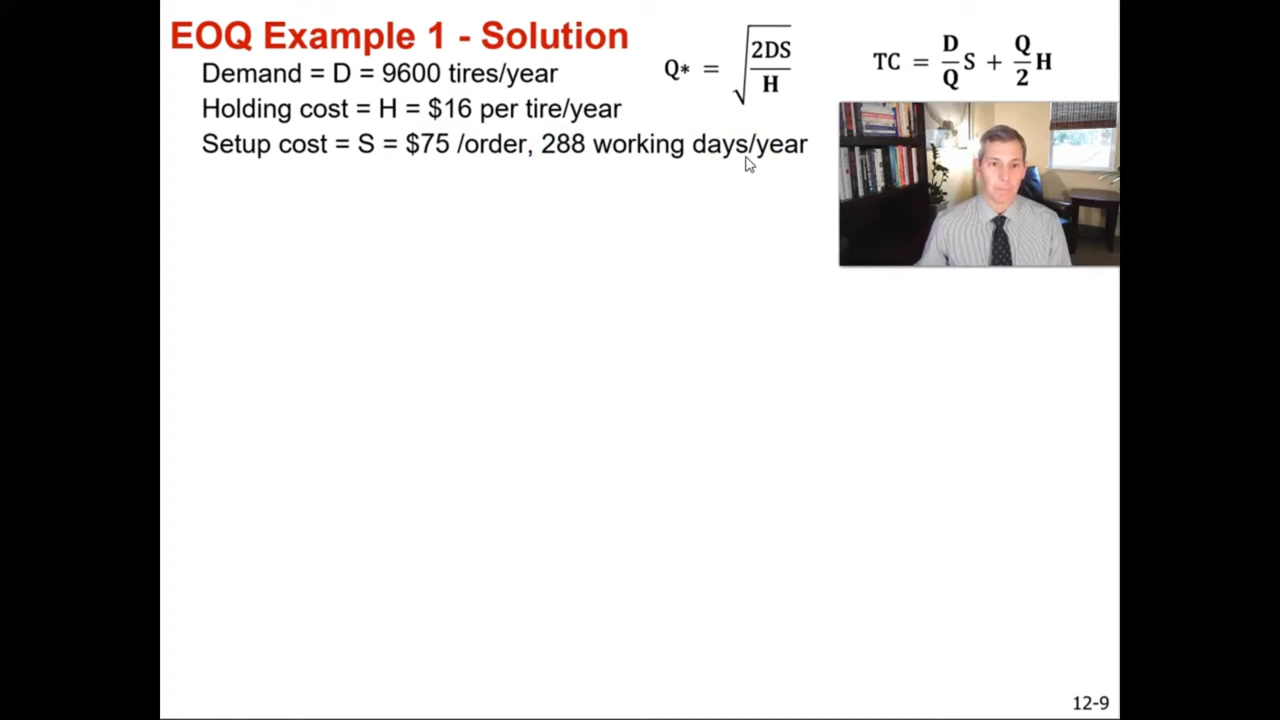 EOQ Example 1 - Solution
Demand = D = 9600 tires/year
Holding cost = H = $16 per tire/year
Setup cost = S = $75 /order, 288 working days/year
Q* = √(2DS/H)
TC = D/Q S + Q/2 H
12-9